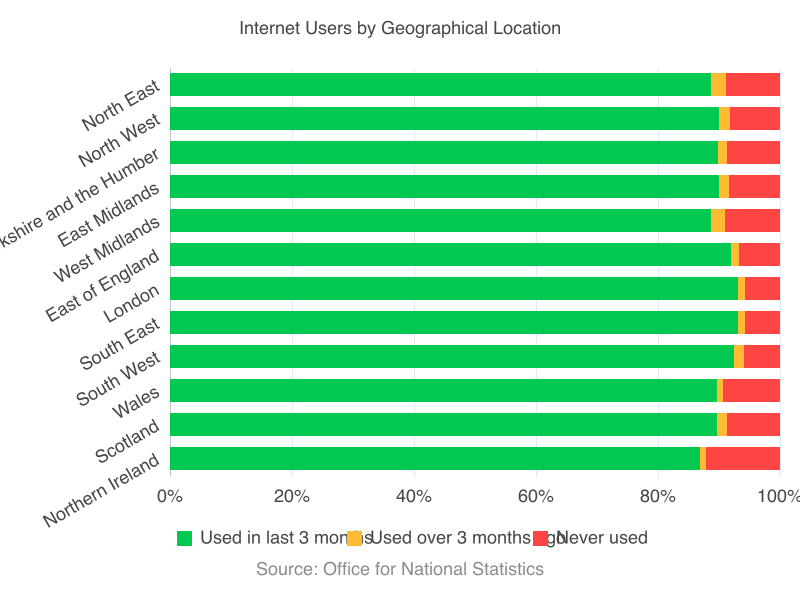 Internet Users by Geographical Location
North East
North West
kshire and the Humber
East Midlands
West Midlands
East of England
London
South East
South West
Wales
Scotland
Northern Ireland
0% 20% 40% 60% 80% 100%
Used in last 3 months Used over 3 months ago Never used
Source: Office for National Statistics